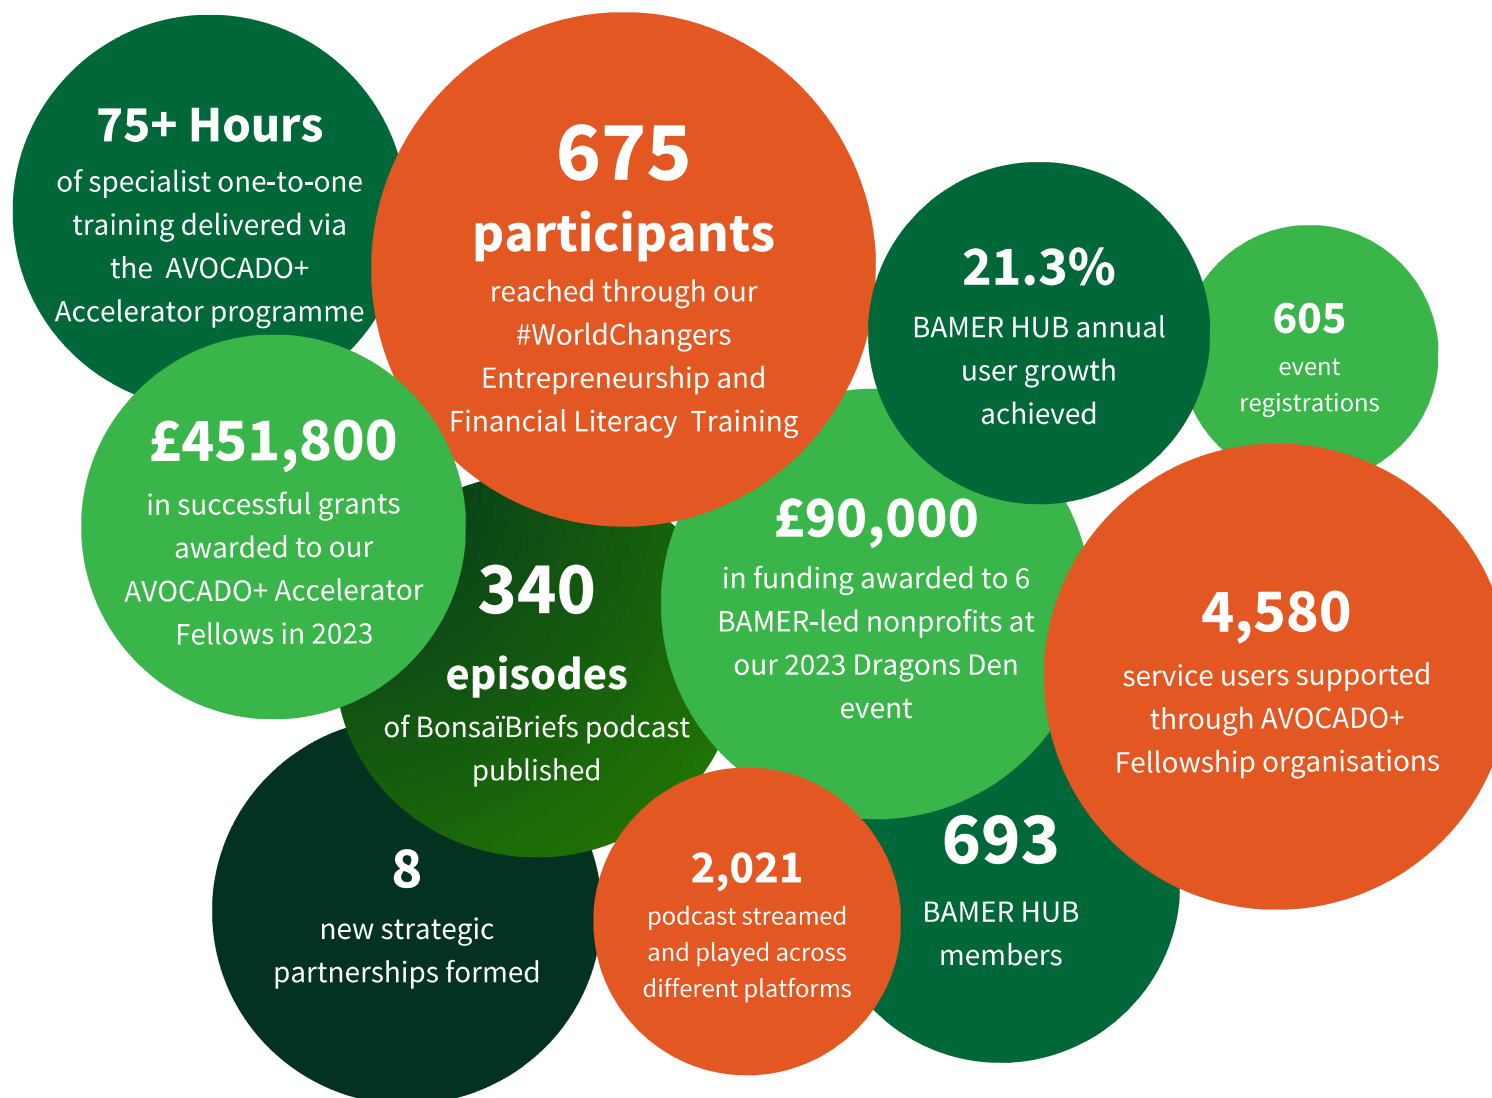 75+ Hours
of specialist one-to-one
training delivered via
the AVOCADO+
Accelerator programme
675
participants
reached through our
#WorldChangers
Entrepreneurship and
Financial Literacy Training
21.3%
BAMER HUB annual
user growth
achieved
605
event
registrations
£451,800
in successful grants
awarded to our
AVOCADO+ Accelerator
Fellows in 2023
340
episodes
of BonsaïBriefs podcast
published
£90,000
in funding awarded to 6
BAMER-led nonprofits at
our 2023 Dragons Den
event
4,580
service users supported
through AVOCADO+
Fellowship organisations
8
new strategic
partnerships formed
2,021
podcast streamed
and played across
different platforms
693
BAMER HUB
members